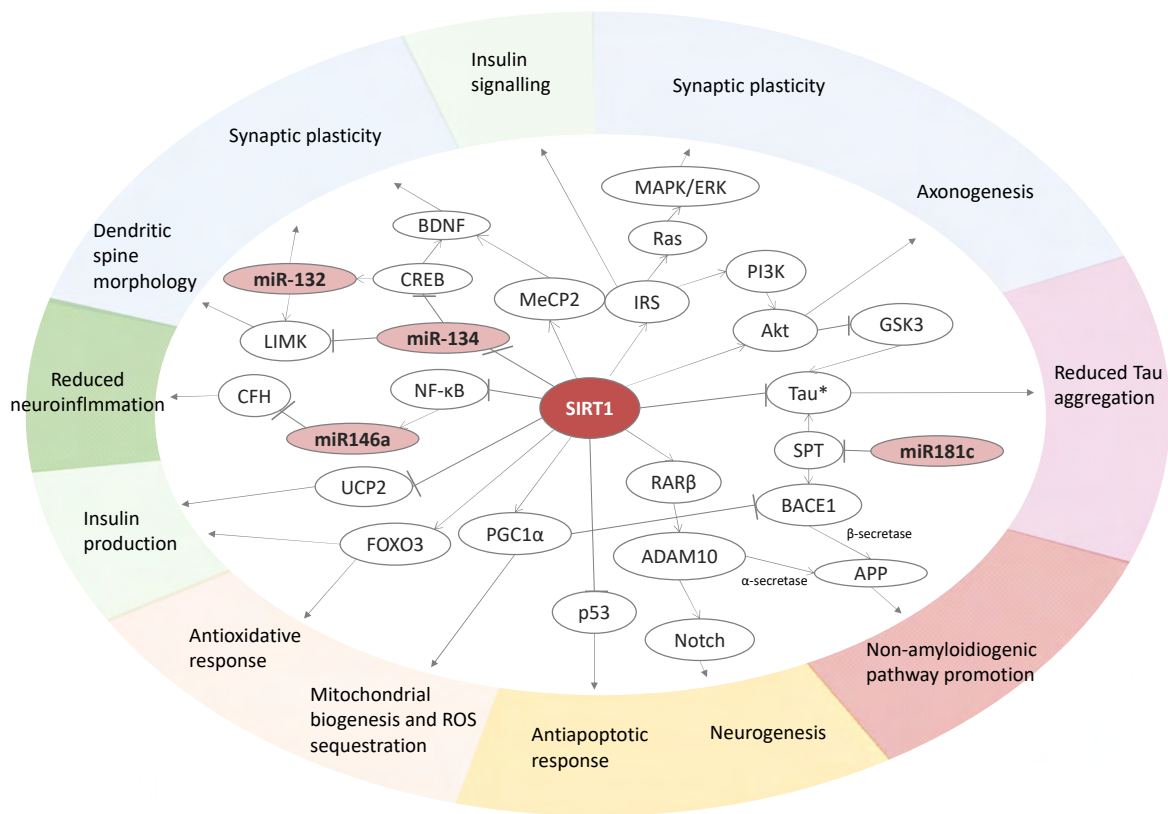 Insulin
signalling
Synaptic plasticity
Synaptic plasticity
MAPK/ERK
Axonogenesis
BDNF
Ras
Dendritic
spine
morphology
PI3K
miR-132
CREB
MeCP2
IRS
Akt
GSK3
LIMK
miR-134
Reduced
neuroinflmmation
CFH
NF-κB
SIRT1
Tau*
Reduced Tau
aggregation
miR146a
SPT
miR181c
UCP2
RARβ
BACE1
Insulin
production
FOXO3
PGC1α
β-secretase
ADAM10
α-secretase
APP
p53
Notch
Antioxidative
response
Non-amyloidiogenic
pathway promotion
Mitochondrial
biogenesis and ROS
sequestration
Antiapoptotic
response
Neurogenesis